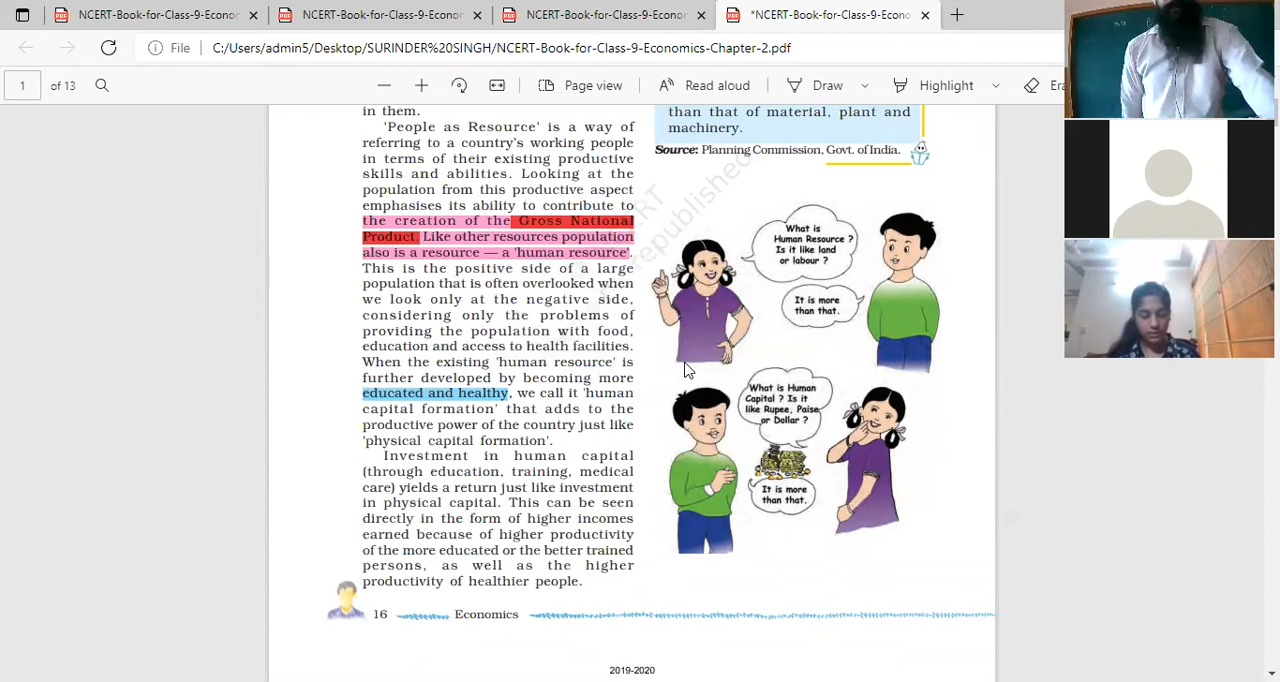 NCERT-Book-for-Class-9-Econor
NCERT-Book-for-Class-9-Econor
NCERT-Book-for-Class-9-Econor
*NCERT-Book-for-Class-9-Econo
File
C:/Users/admin5/Desktop/SURINDER%20SINGH/NCERT-Book-for-Class-9-Economics-Chapter-2.pdf
1 of 13
Page view
Read aloud
Draw
Highlight
Era
in them.
'People as Resource' is a way of
referring to a country's working people
in terms of their existing productive
skills and abilities. Looking at the
population from this productive aspect
emphasises its ability to contribute to
the creation of the Gross National
Product. Like other resources population
also is a resource — a 'human resource'.
This is the positive side of a large
population that is often overlooked when
we look only at the negative side,
considering only the problems of
providing the population with food,
education and access to health facilities.
When the existing 'human resource' is
further developed by becoming more
educated and healthy, we call it 'human
capital formation' that adds to the
productive power of the country just like
'physical capital formation'.
Investment in human capital
(through education, training, medical
care) yields a return just like investment
in physical capital. This can be seen
directly in the form of higher incomes
earned because of higher productivity
of the more educated or the better trained
persons, as well as the higher
productivity of healthier people.
than that of material, plant and
machinery.
Source: Planning Commission, Govt. of India.
republished
What is
Human Resource ?
Is it like land
or labour ?
It is more
than that.
What is Human
Capital ? Is it
like Rupee, Paise
or Dollar ?
It is more
than that.
16
Economics
2019-2020